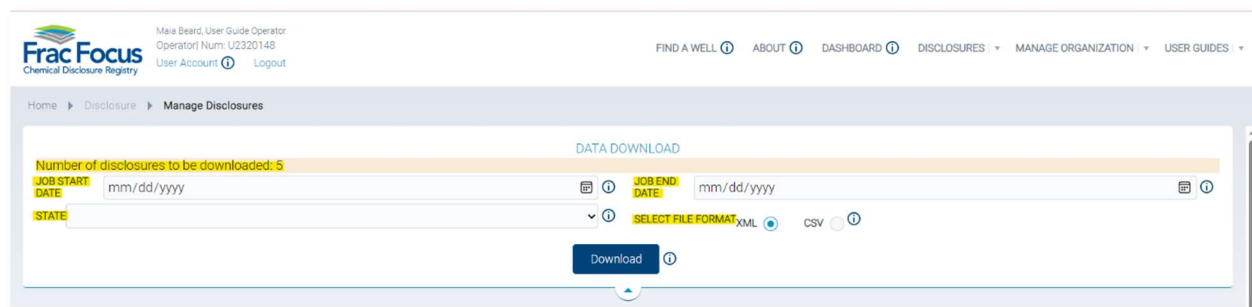 Frac Focus
Chemical Disclosure Registry
Maia Beard, User Guide Operator
Operator| Num: U2320148
User Account Logout
FIND A WELL ABOUT DASHBOARD DISCLOSURES MANAGE ORGANIZATION USER GUIDES
Home Disclosure Manage Disclosures
DATA DOWNLOAD
Number of disclosures to be downloaded: 5
JOB START DATE mm/dd/yyyy JOB END DATE mm/dd/yyyy
STATE SELECT FILE FORMAT XML CSV
Download